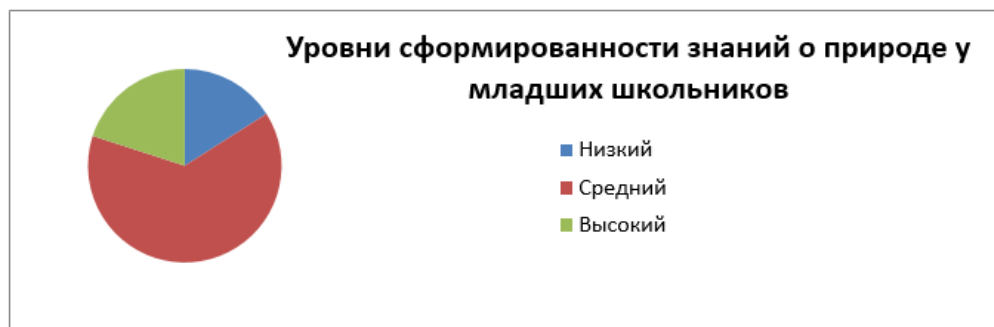 Уровни сформированности знаний о природе у
младших школьников
Низкий
Средний
Высокий